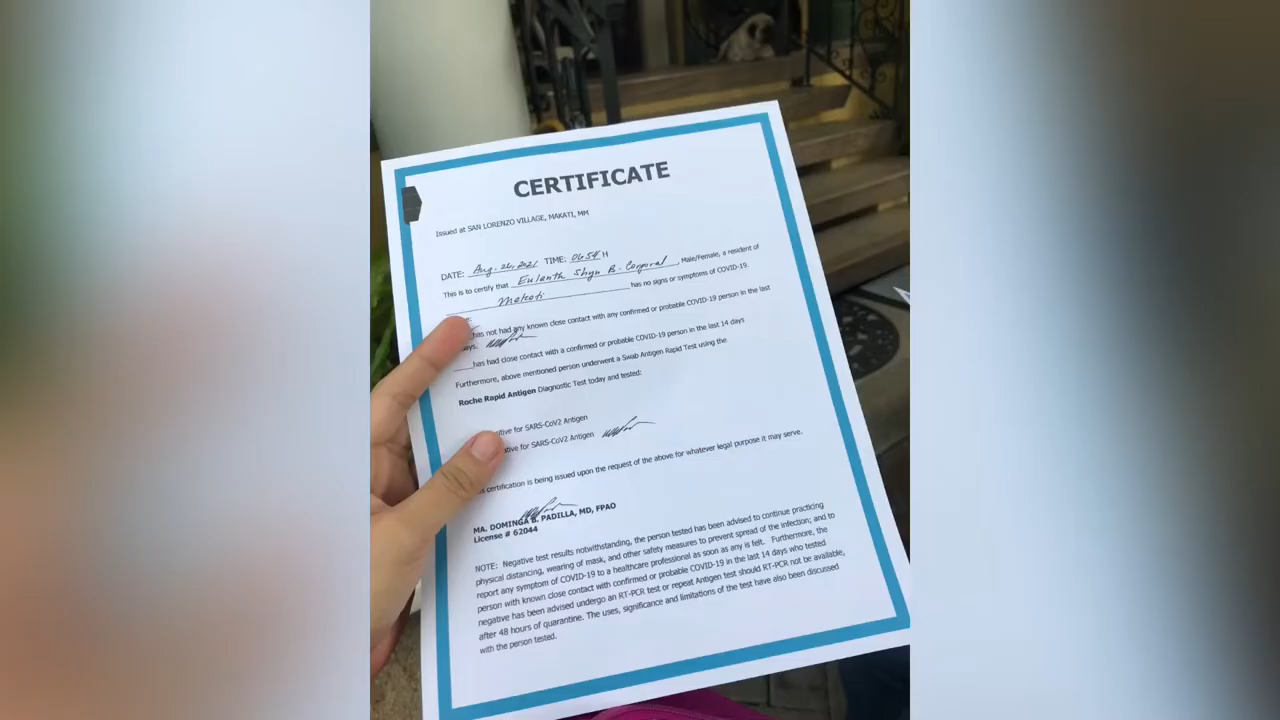 CERTIFICATE
Issued at SAN LORENZO VILLAGE, MAKATI, MM
DATE: Aug. 26, 2021 TIME: 0654 H
This is to certify that Eulanth Shyn B. Corporal, Male/Female, a resident of
Makati has no signs or symptoms of COVID-19.
has not had any known close contact with any confirmed or probable COVID-19 person in the last
days.
____has had close contact with a confirmed or probable COVID-19 person in the last 14 days
Furthermore, above mentioned person underwent a Swab Antigen Rapid Test using the
Roche Rapid Antigen Diagnostic Test today and tested:
for SARS-CoV2 Antigen
for SARS-CoV2 Antigen
certification is being issued upon the request of the above for whatever legal purpose it may serve.
MA. DOMINGA B. PADILLA, MD, FPAO
License # 62044
NOTE: Negative test results notwithstanding, the person tested has been advised to continue practicing
physical distancing, wearing of mask, and other safety measures to prevent spread of the infection; and to
report any symptom of COVID-19 to a healthcare professional as soon as any is felt. Furthermore, the
person with known close contact with confirmed or probable COVID-19 in the last 14 days who tested
negative has been advised undergo an RT-PCR test or repeat Antigen test should RT-PCR not be available,
after 48 hours of quarantine. The uses, significance and limitations of the test have also been discussed
with the person tested.